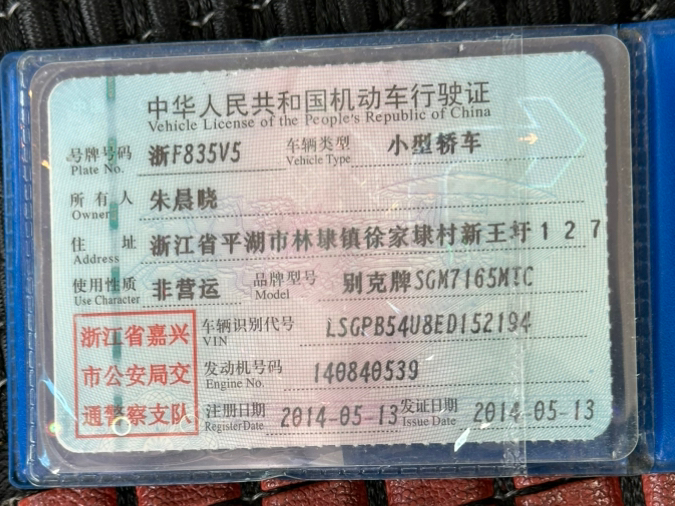 中华人民共和国机动车行驶证
Vehicle License of the People's Republic of China
号牌号码 浙F835V5 车辆类型 小型轿车
Plate No. Vehicle Type
所有人 朱晨晓
Owner
住址 浙江省平湖市林埭镇徐家埭村新王圩127
Address
使用性质 非营运 品牌型号 别克牌SGM7165MTC
Use Character Model
浙江省嘉兴
市公安局交
通警察支队
车辆识别代号 LSGPB54U8ED152194
VIN
发动机号码 140840539
Engine No.
注册日期 2014-05-13 发证日期 2014-05-13
Register Date Issue Date